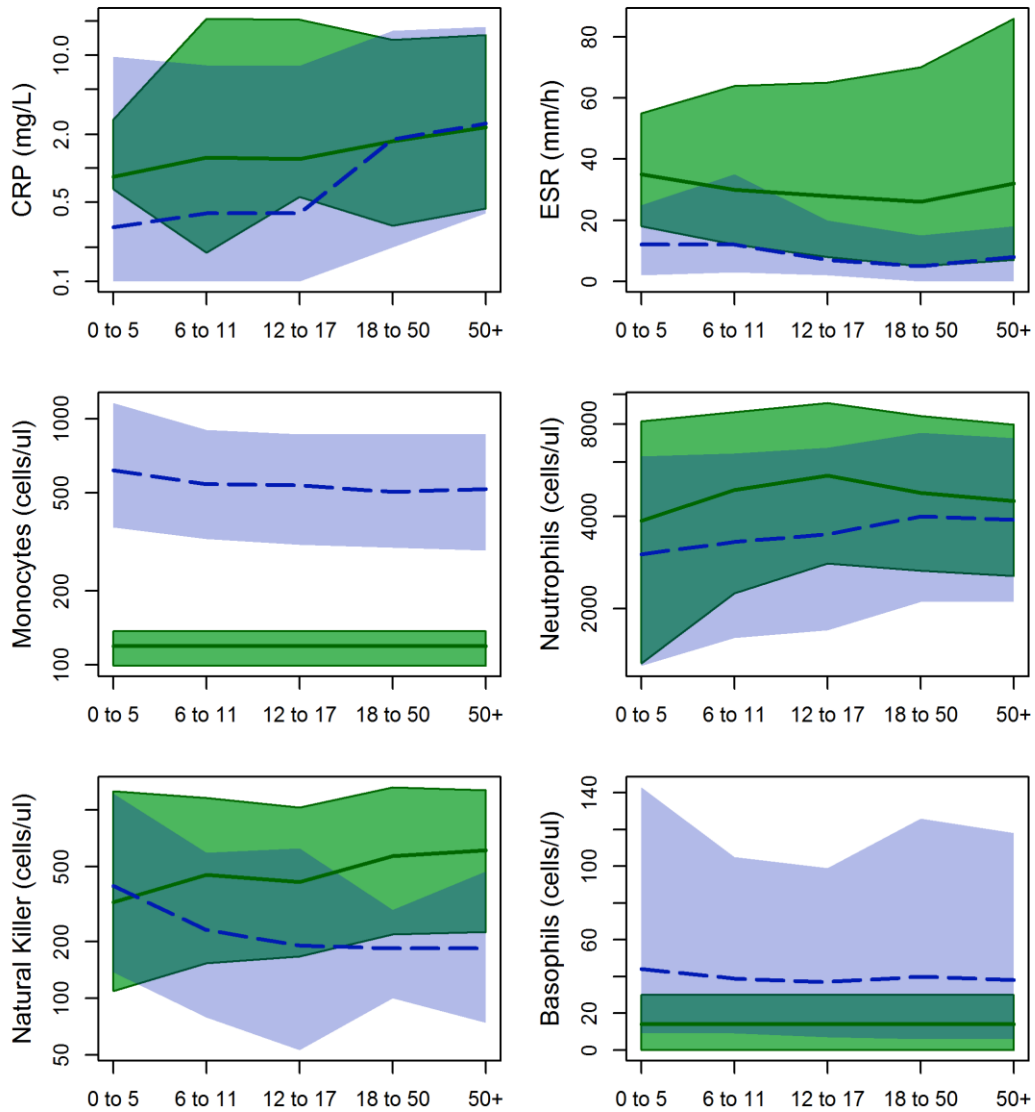 CRP (mg/L)
10.0
2.0
0.5
0.1
0 to 5
6 to 11
12 to 17
18 to 50
50+
ESR (mm/h)
80
60
40
20
0
0 to 5
6 to 11
12 to 17
18 to 50
50+
Monocytes (cells/ul)
1000
500
200
100
0 to 5
6 to 11
12 to 17
18 to 50
50+
Neutrophils (cells/ul)
8000
4000
2000
0 to 5
6 to 11
12 to 17
18 to 50
50+
Natural Killer (cells/ul)
500
200
100
50
0 to 5
6 to 11
12 to 17
18 to 50
50+
Basophils (cells/ul)
140
100
60
20
0
0 to 5
6 to 11
12 to 17
18 to 50
50+